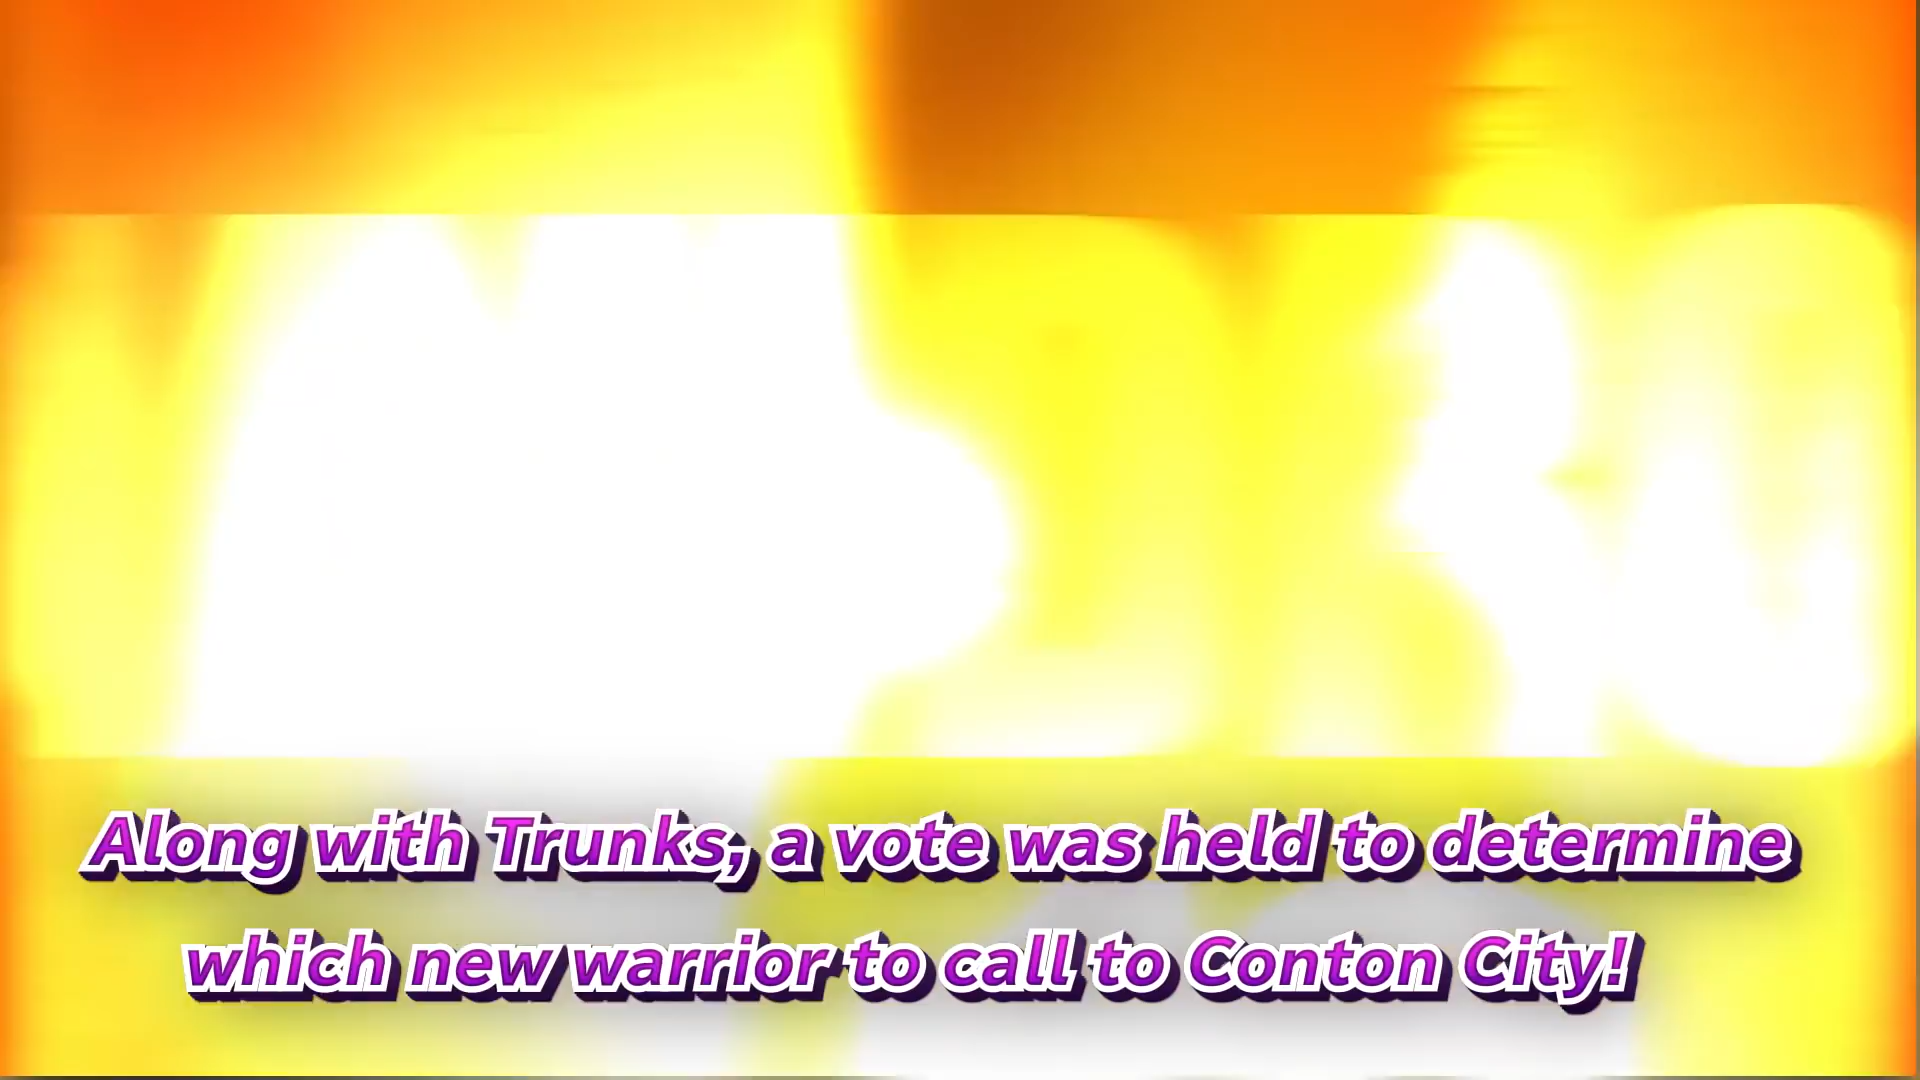 Along with Trunks, a vote was held to determine
which new warrior to call to Conton City!